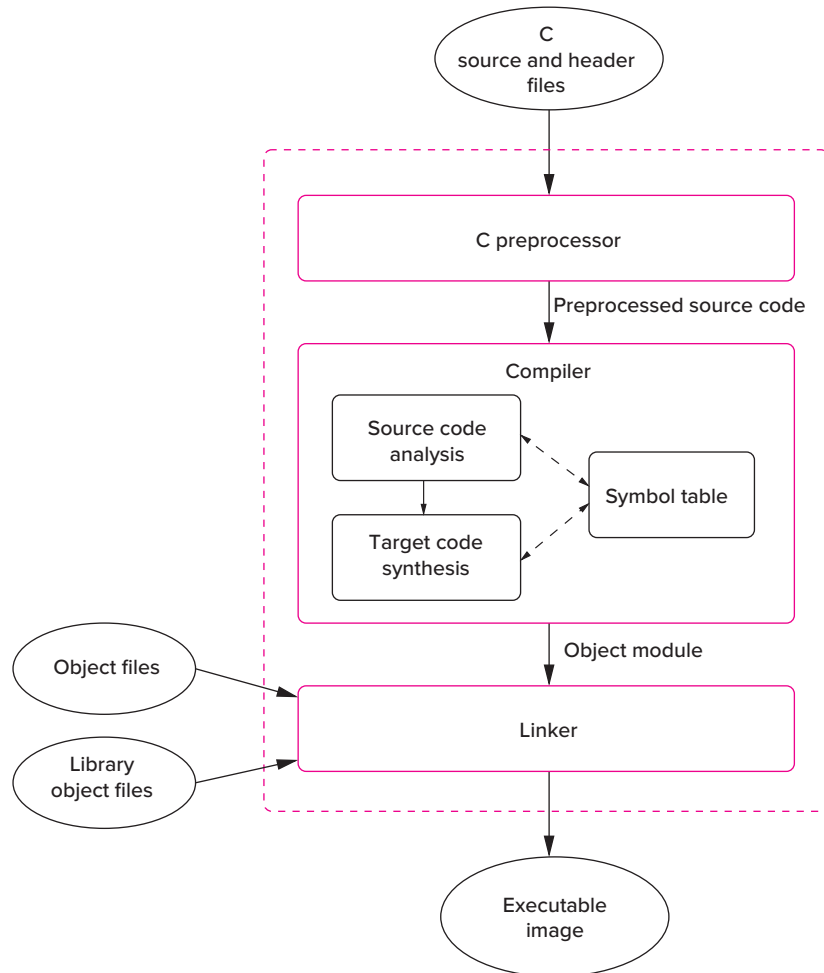 C
source and header
files
C preprocessor
Preprocessed source code
Compiler
Source code
analysis
Symbol table
Target code
synthesis
Object module
Object files
Linker
Library
object files
Executable
image